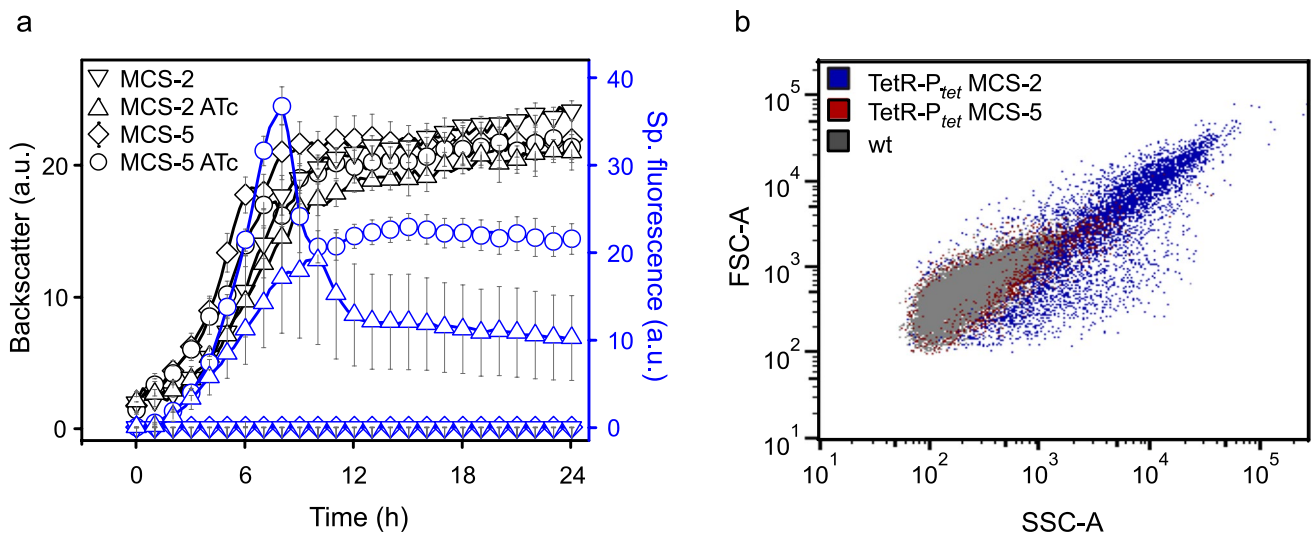 a
MCS-2
MCS-2 ATc
MCS-5
MCS-5 ATc
Backscatter (a.u.)
0
10
20
0
6
12
18
24
Time (h)
0
10
20
30
40
Sp. fluorescence (a.u.)
b
TetR-Ptet MCS-2
TetR-Ptet MCS-5
wt
FSC-A
10^5
10^4
10^3
10^2
10^1
10^1
10^2
10^3
10^4
10^5
SSC-A